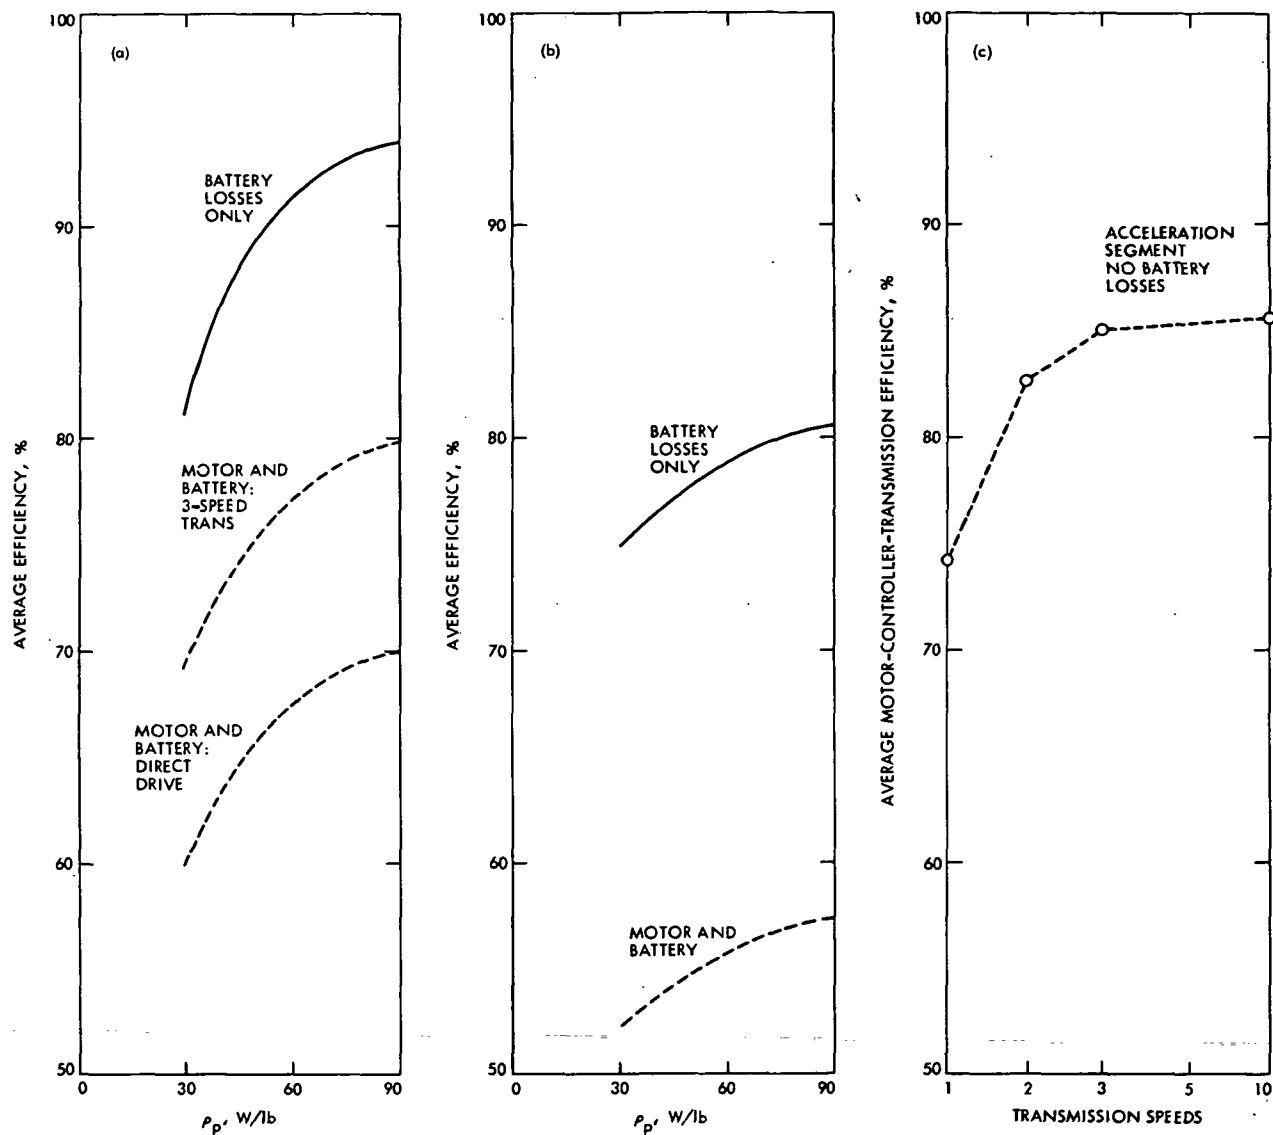 (a)
100
90
80
70
60
50
AVERAGE EFFICIENCY, %
BATTERY
LOSSES
ONLY
MOTOR AND
BATTERY:
3-SPEED
TRANS
MOTOR AND
BATTERY:
DIRECT
DRIVE
0
30
60
90
ρp, W/lb
(b)
100
90
80
70
60
50
AVERAGE EFFICIENCY, %
BATTERY
LOSSES
ONLY
MOTOR AND
BATTERY
0
30
60
90
ρp, W/lb
(c)
100
90
80
70
60
50
AVERAGE MOTOR-CONTROLLER-TRANSMISSION EFFICIENCY, %
ACCELERATION
SEGMENT
NO BATTERY
LOSSES
1
2
3
5
10
TRANSMISSION SPEEDS